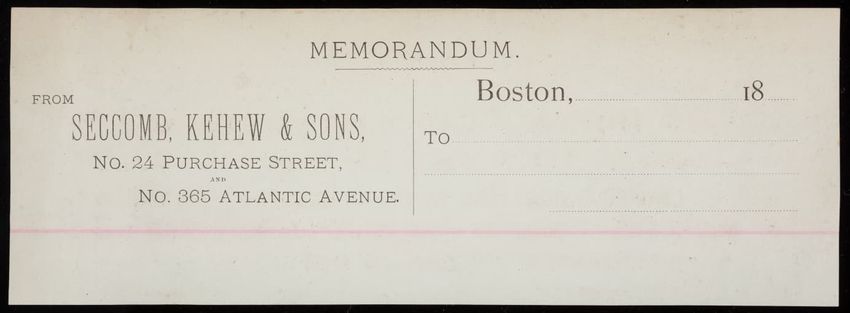 MEMORANDUM.
FROM
SECCOMB, KEHEW & SONS,
No. 24 PURCHASE STREET,
AND
No. 365 ATLANTIC AVENUE.
Boston, 18
TO